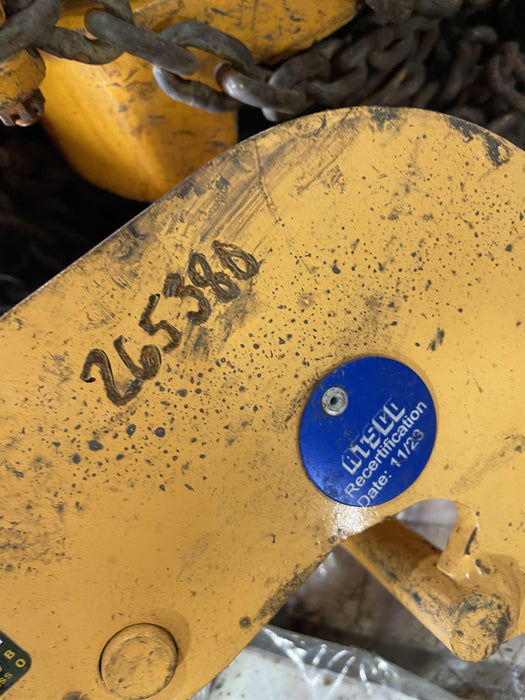 265380
Recertification
Date: 11/23